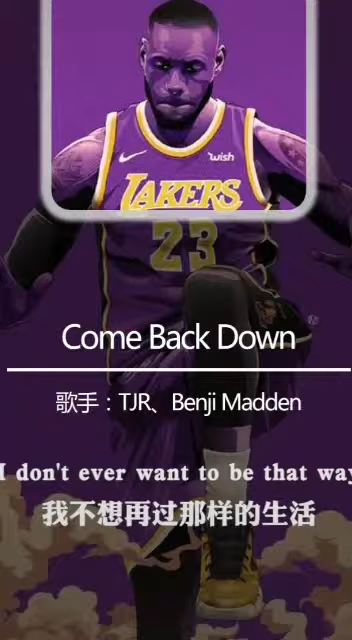 wish
LAKERS
23
Come Back Down
歌手：TJR、Benji Madden
I don't ever want to be that way
我不想再过那样的生活